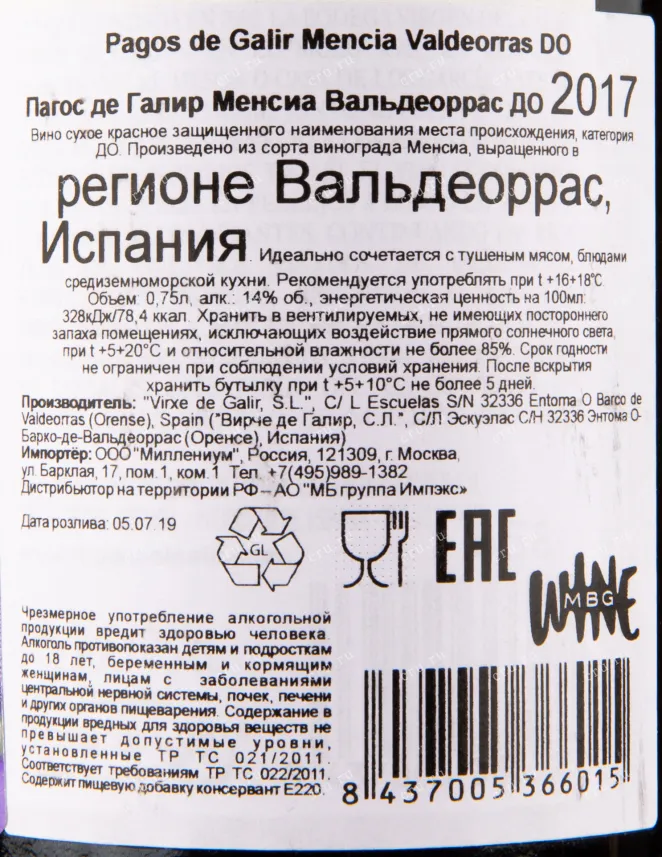 Pagos de Galir Mencia Valdeorras DO
Пагос де Галир Менсиа Вальдеоррас ДО 2017
Вино сухое красное защищенного наименования места происхождения, категория
ДО. Произведено из сорта винограда Менсиа, выращенного в
регионе Вальдеоррас,
Испания. Идеально сочетается с тушеным мясом, блюдами
средиземноморской кухни. Рекомендуется употреблять при t +16+18°С.
Объем: 0,75л, алк.: 14% об., энергетическая ценность на 100мл:
328кДж/78,4 ккал. Хранить в вентилируемых, не имеющих постороннего
запаха помещениях, исключающих воздействие прямого солнечного света,
при t +5+20°С и относительной влажности не более 85%. Срок годности
не ограничен при соблюдении условий хранения. После вскрытия
хранить бутылку при t +5+10°С не более 5 дней.
Производитель: "Virxe de Galir, S.L.", C/ L Escuelas S/N 32336 Entoma O Barco de
Valdeorras (Orense), Spain ("Вирче де Галир, С.Л.", С/Л Эскуэлас С/Н 32336 Энтома О-
Барко-де-Вальдеоррас (Оренсе), Испания)
Импортёр: ООО "Миллениум", Россия, 121309, г. Москва,
ул. Барклая, 17, пом.1, ком.1 Тел. +7(495)989-1382
Дистрибьютор на территории РФ – АО "МБ группа Импэкс»
Дата розлива: 05.07.19
GL
EAC
WINE
MBG
Чрезмерное употребление алкогольной
продукции вредит здоровью человека.
Алкоголь противопоказан детям и подросткам
до 18 лет, беременным и кормящим
женщинам, лицам с заболеваниями
центральной нервной системы, почек, печени
и других органов пищеварения. Содержание в
продукции вредных для здоровья веществ не
превышает допустимые уровни,
установленные ТР ТС 021/2011.
Соответствует требованиям ТР ТС 022/2011.
Содержит пищевую добавку консервант Е220.
8 437005 366015